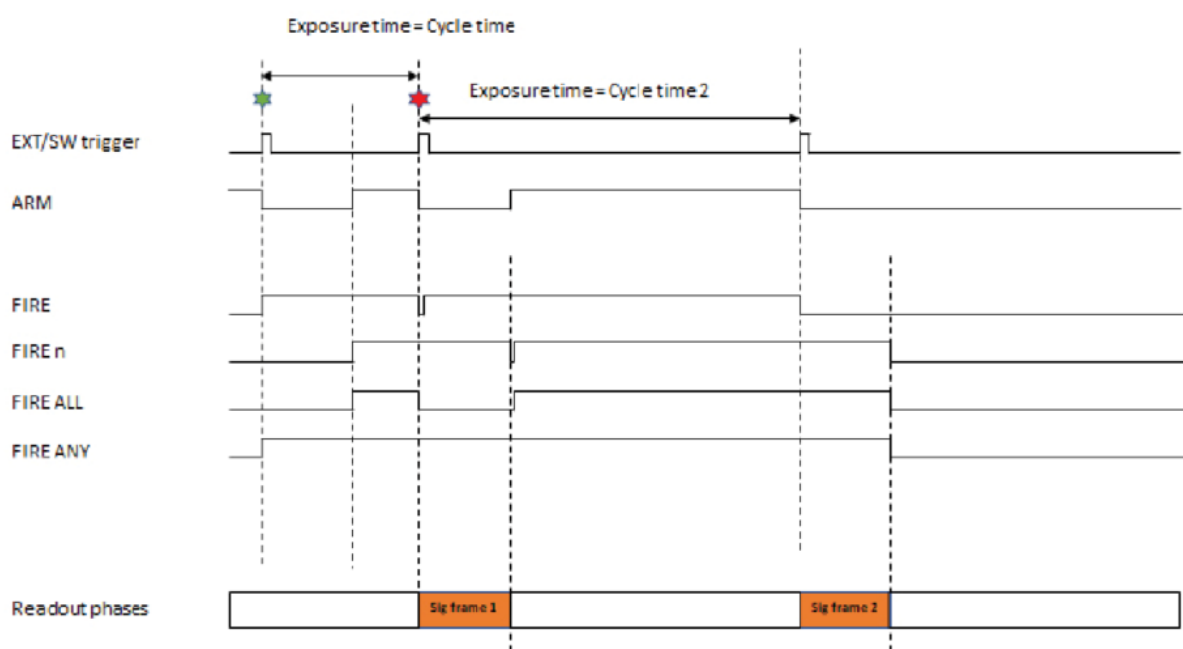 Exposure time = Cycle time
Exposure time = Cycle time 2
EXT/SW trigger
ARM
FIRE
FIRE n
FIRE ALL
FIRE ANY
Readout phases
Sig frame 1
Sig frame 2